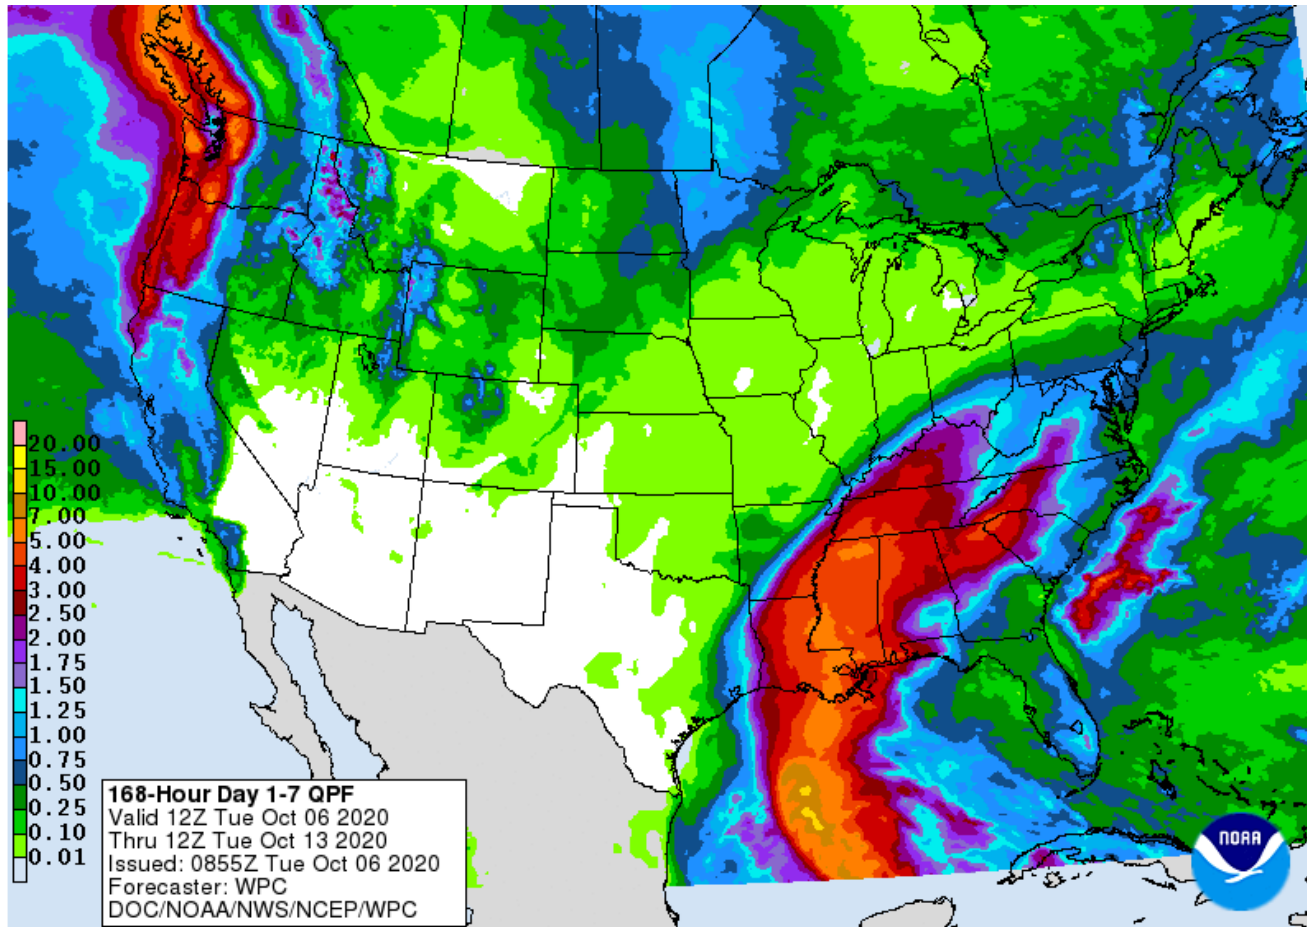 20.00
15.00
10.00
7.00
5.00
4.00
3.00
2.50
2.00
1.75
1.50
1.25
1.00
0.75
0.50
0.25
0.10
0.01
168-Hour Day 1-7 QPF
Valid 12Z Tue Oct 06 2020
Thru 12Z Tue Oct 13 2020
Issued: 0855Z Tue Oct 06 2020
Forecaster: WPC
DOC/NOAA/NWS/NCEP/WPC
NOAA